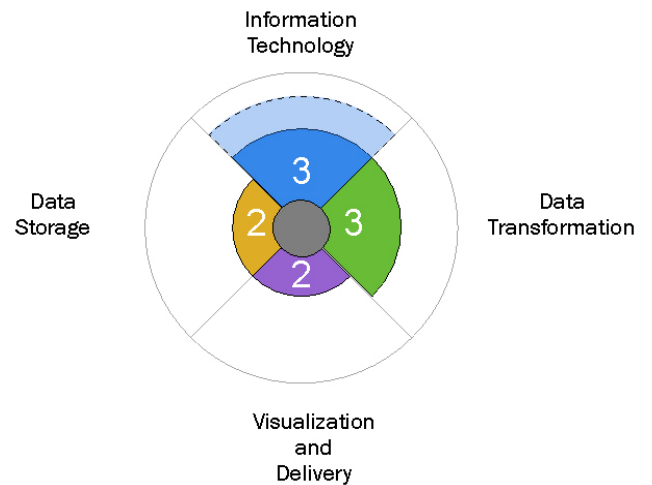 Information
Technology
3
Data
Storage
2
3
Data
Transformation
2
Visualization
and
Delivery